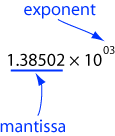 exponent
1.38502 × 10⁰³
mantissa